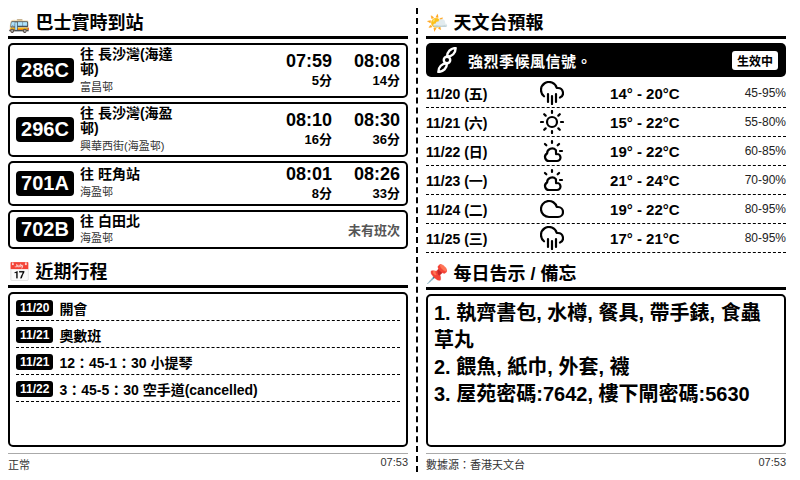 巴士實時到站
286C
往 長沙灣(海達
邨)
富昌邨
07:59
5分
08:08
14分
296C
往 長沙灣(海盈
邨)
興華西街(海盈邨)
08:10
16分
08:30
36分
701A
往 旺角站
海盈邨
08:01
8分
08:26
33分
702B
往 白田北
海盈邨
未有班次
近期行程
11/20 開會
11/21 奧數班
11/21 12：45-1：30 小提琴
11/22 3：45-5：30 空手道(cancelled)
正常 07:53
天文台預報
強烈季候風信號。 生效中
11/20 (五) 14° - 20°C 45-95%
11/21 (六) 15° - 22°C 55-80%
11/22 (日) 19° - 22°C 60-85%
11/23 (一) 21° - 24°C 70-90%
11/24 (二) 19° - 22°C 80-95%
11/25 (三) 17° - 21°C 80-95%
每日告示 / 備忘
1. 執齊書包, 水樽, 餐具, 帶手錶, 食蟲
草丸
2. 餵魚, 紙巾, 外套, 襪
3. 屋苑密碼:7642, 樓下閘密碼:5630
數據源：香港天文台 07:53